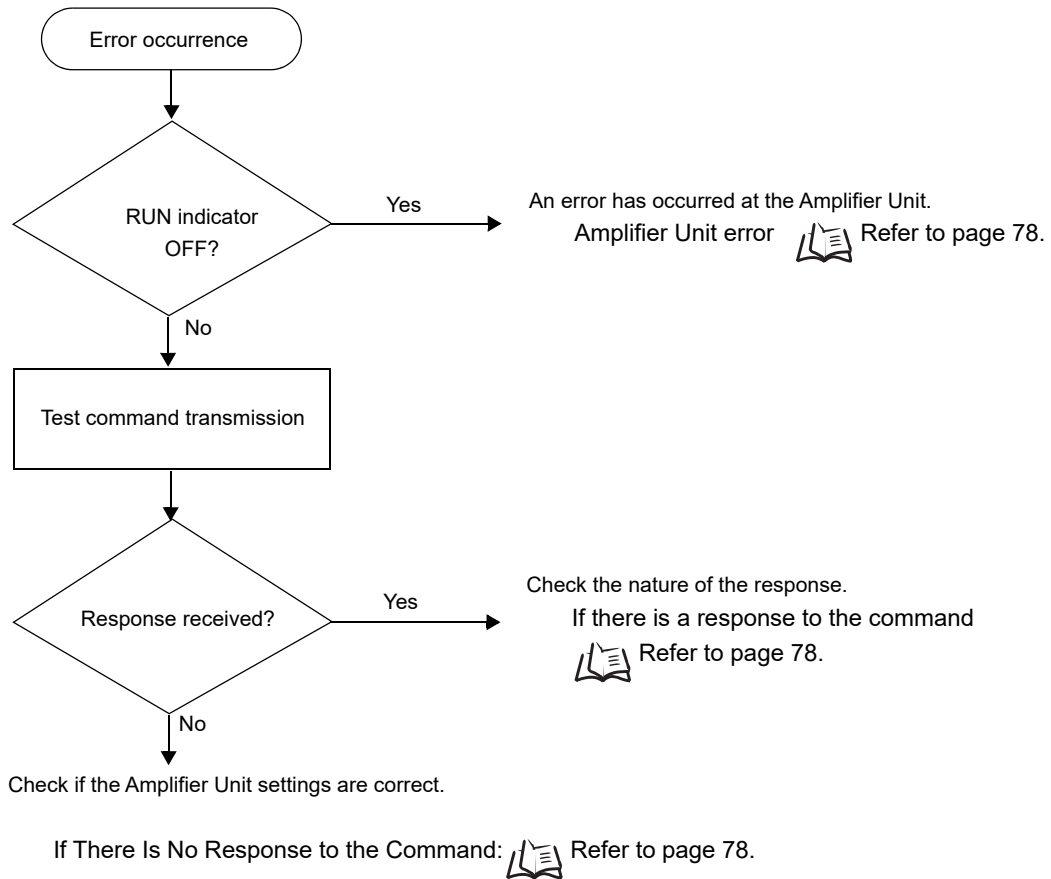 Error occurrence
RUN indicator
OFF?
Yes
An error has occurred at the Amplifier Unit.
Amplifier Unit error Refer to page 78.
No
Test command transmission
Response received?
Yes
Check the nature of the response.
If there is a response to the command
Refer to page 78.
No
Check if the Amplifier Unit settings are correct.
If There Is No Response to the Command: Refer to page 78.